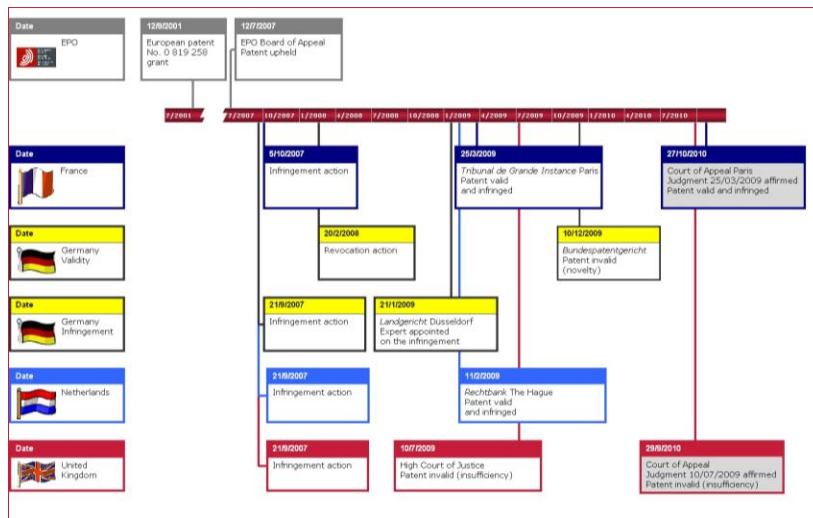 Date
EPO
12/9/2001
European patent
No. 0 819 258
grant
12/7/2007
EPO Board of Appeal
Patent upheld
7/2001
7/2007
10/2007
1/2008
4/2008
7/2008
10/2008
1/2009
4/2009
7/2009
10/2009
1/2010
4/2010
7/2010
Date
France
5/10/2007
Infringement action
25/3/2009
Tribunal de Grande Instance Paris
Patent valid
and infringed
27/10/2010
Court of Appeal Paris
Judgment 25/03/2009 affirmed
Patent valid and infringed
Date
Germany
Validity
20/2/2008
Revocation action
10/12/2009
Bundespatentgericht
Patent invalid
(novelty)
Date
Germany
Infringement
21/9/2007
Infringement action
21/1/2009
Landgericht Düsseldorf
Expert appointed
on the infringement
Date
Netherlands
21/9/2007
Infringement action
11/2/2009
Rechtbank The Hague
Patent valid
and infringed
Date
United
Kingdom
21/9/2007
Infringement action
10/7/2009
High Court of Justice
Patent invalid (insufficiency)
29/9/2010
Court of Appeal
Judgment 10/07/2009 affirmed
Patent invalid (insufficiency)